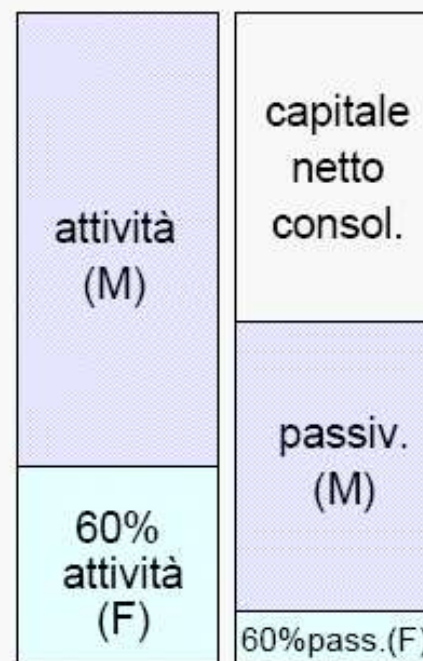 attività
(M)
60%
attività
(F)
capitale
netto
consol.
passiv.
(M)
60%pass.(F)